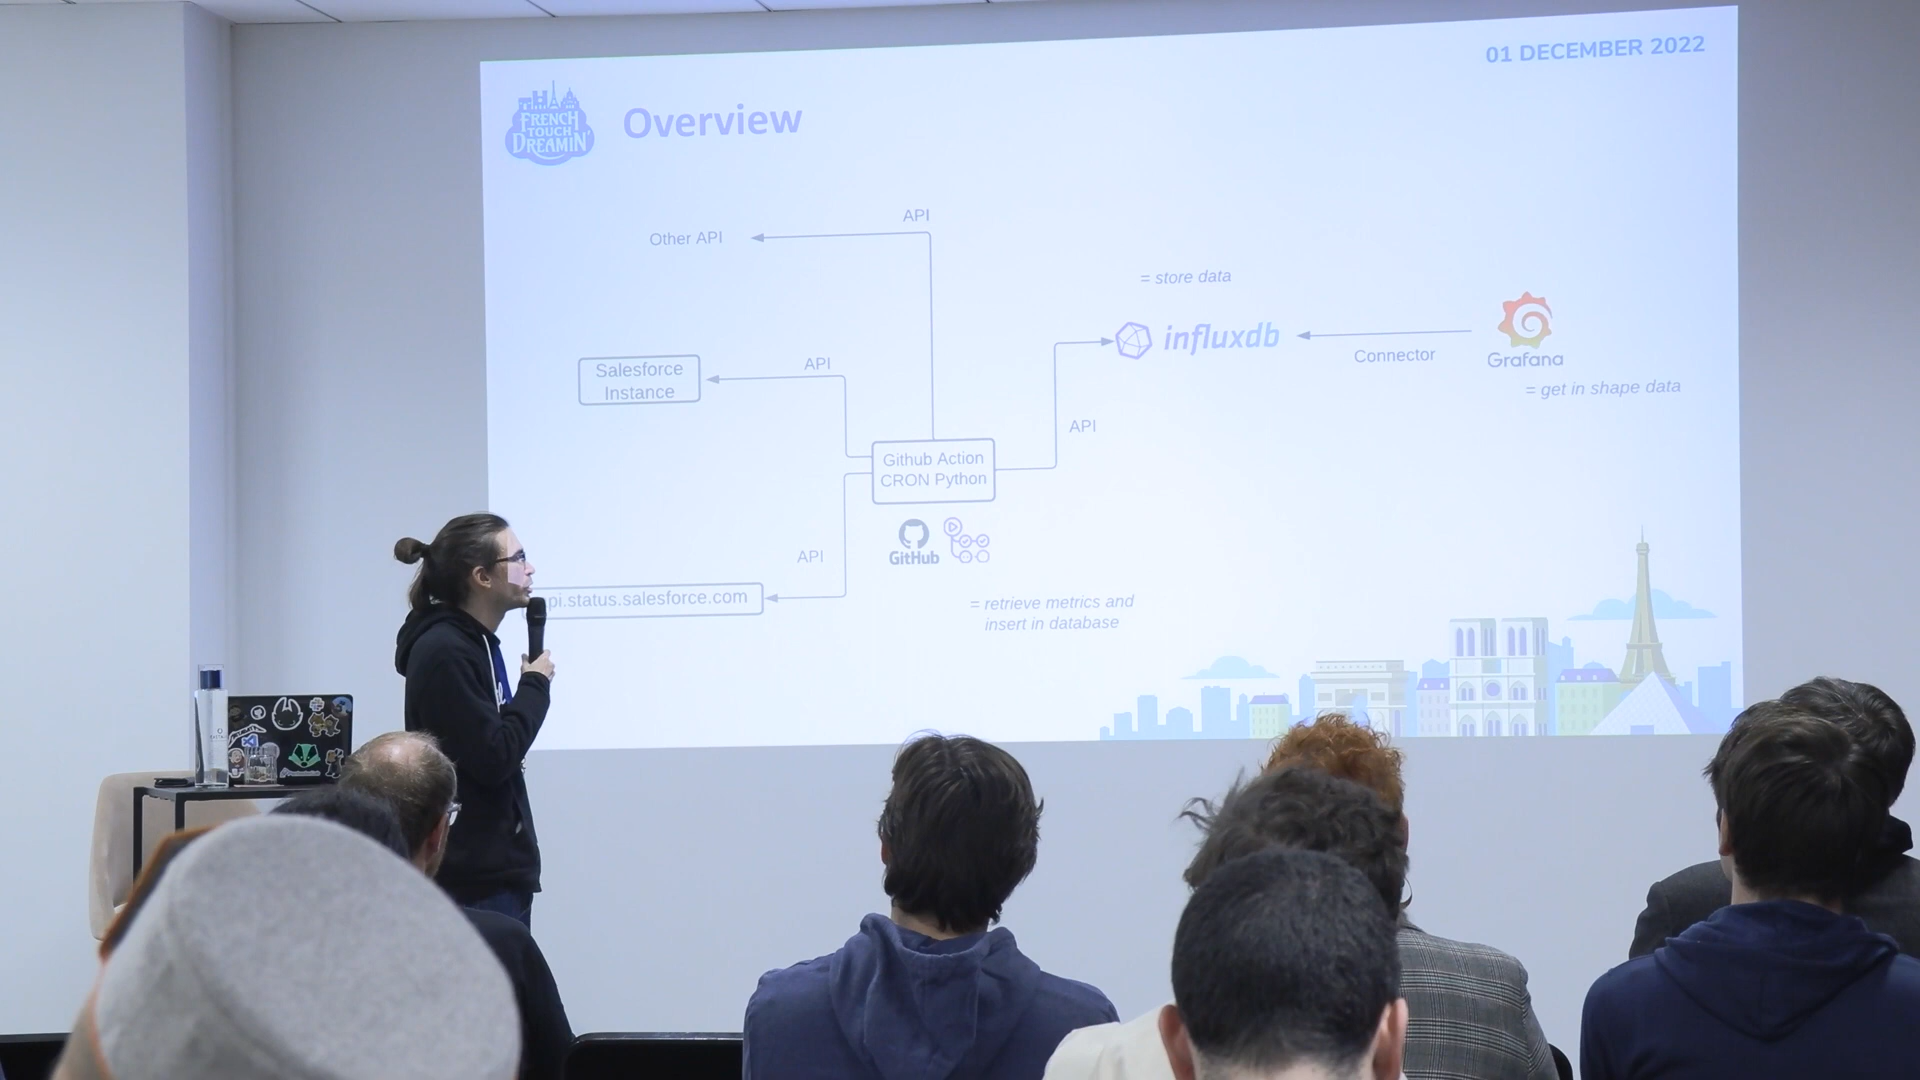 01 DECEMBER 2022
FRENCH
TOUCH
DREAMIN'
Overview
API
Other API
= store data
influxdb
Connector
Grafana
= get in shape data
API
Salesforce
Instance
API
Github Action
CRON Python
GitHub
API
pi.status.salesforce.com
= retrieve metrics and
insert in database